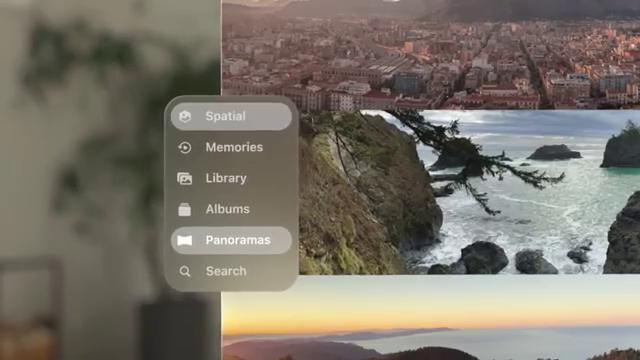 Spatial
Memories
Library
Albums
Panoramas
Search